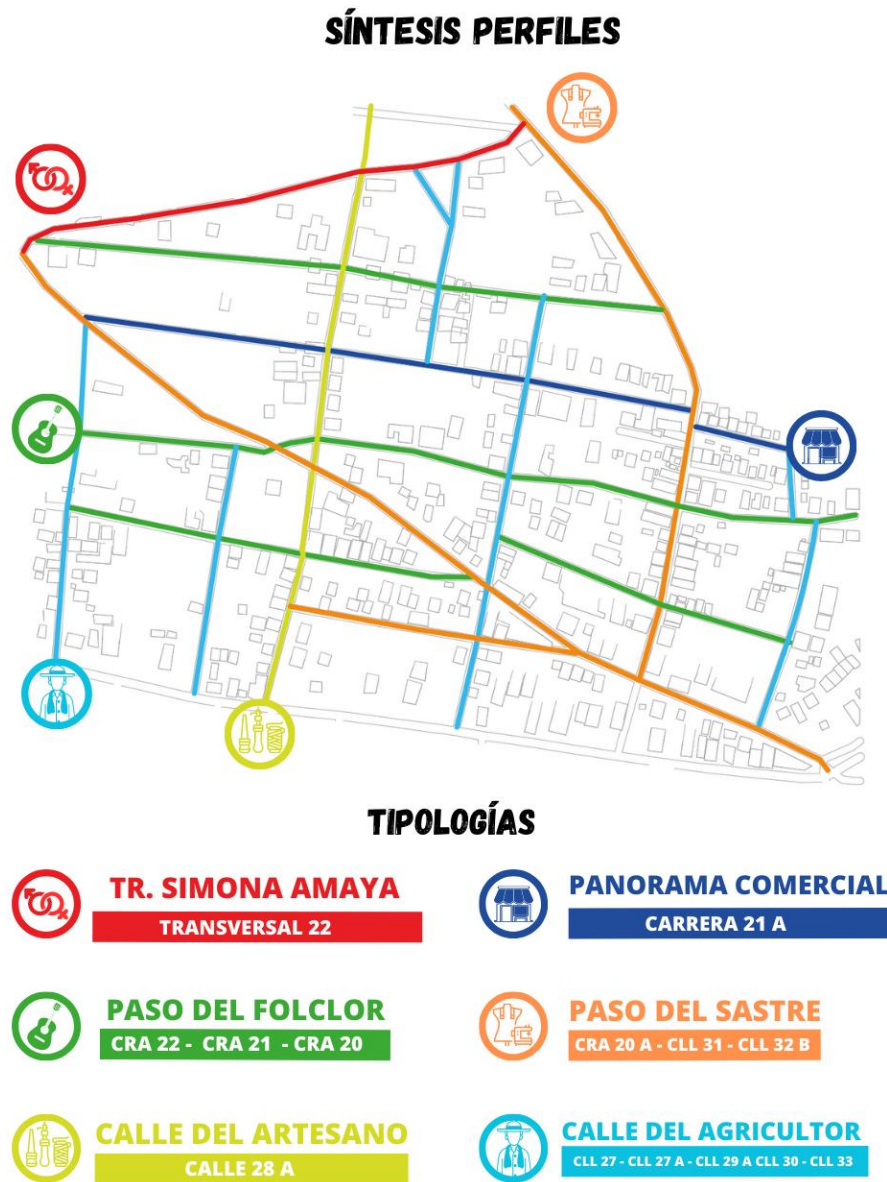 SÍNTESIS PERFILES
TIPOLOGÍAS
TR. SIMONA AMAYA
TRANSVERSAL 22
PANORAMA COMERCIAL
CARRERA 21 A
PASO DEL FOLCLOR
CRA 22 - CRA 21 - CRA 20
PASO DEL SASTRE
CRA 20 A - CLL 31 - CLL 32 B
CALLE DEL ARTESANO
CALLE 28 A
CALLE DEL AGRICULTOR
CLL 27 - CLL 27 A - CLL 29 A CLL 30 - CLL 33